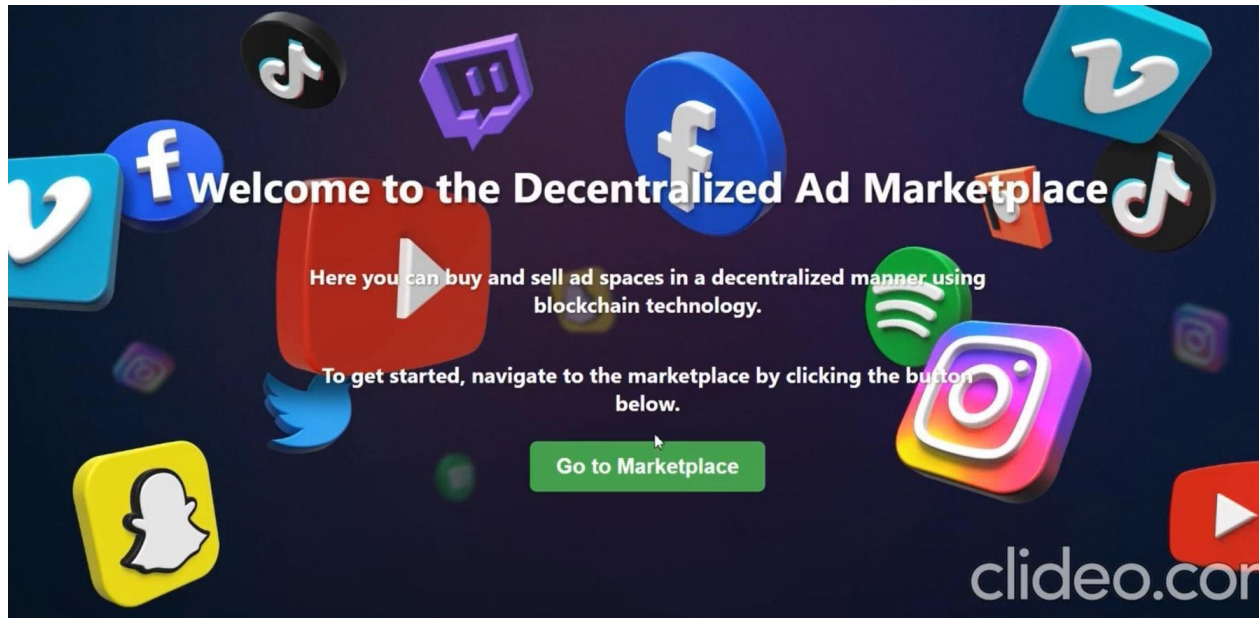 Welcome to the Decentralized Ad Marketplace
Here you can buy and sell ad spaces in a decentralized manner using
blockchain technology.
To get started, navigate to the marketplace by clicking the button
below.
Go to Marketplace
clideo.com